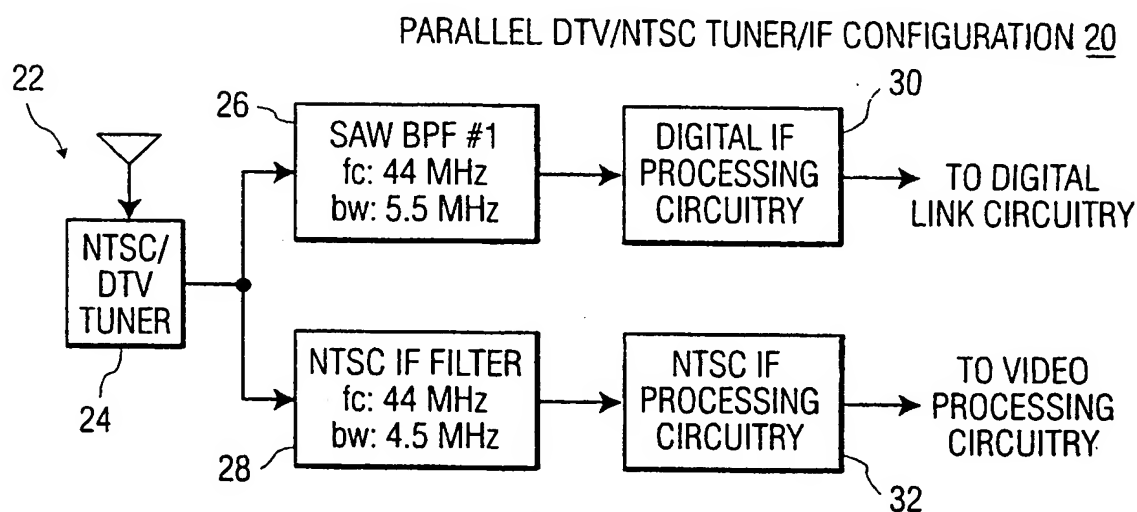 PARALLEL DTV/NTSC TUNER/IF CONFIGURATION 20
22
26
30
SAW BPF #1
fc: 44 MHz
bw: 5.5 MHz
DIGITAL IF
PROCESSING
CIRCUITRY
TO DIGITAL
LINK CIRCUITRY
NTSC/
DTV
TUNER
24
NTSC IF FILTER
fc: 44 MHz
bw: 4.5 MHz
28
NTSC IF
PROCESSING
CIRCUITRY
32
TO VIDEO
PROCESSING
CIRCUITRY